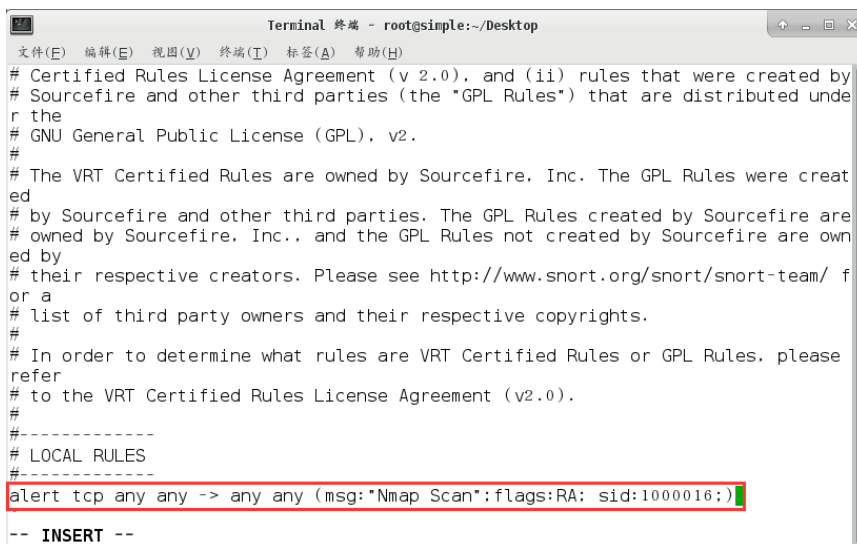 Terminal 终端 - root@simple:~/Desktop
文件(F) 编辑(E) 视图(V) 终端(T) 标签(A) 帮助(H)
# Certified Rules License Agreement (v 2.0), and (ii) rules that were created by
# Sourcefire and other third parties (the "GPL Rules") that are distributed unde
r the
# GNU General Public License (GPL), v2.
#
# The VRT Certified Rules are owned by Sourcefire, Inc. The GPL Rules were creat
ed
# by Sourcefire and other third parties. The GPL Rules created by Sourcefire are
# owned by Sourcefire, Inc., and the GPL Rules not created by Sourcefire are own
ed by
# their respective creators. Please see http://www.snort.org/snort/snort-team/ f
or a
# list of third party owners and their respective copyrights.
#
# In order to determine what rules are VRT Certified Rules or GPL Rules, please
refer
# to the VRT Certified Rules License Agreement (v2.0).
#
#-------------
# LOCAL RULES
#-------------
alert tcp any any -> any any (msg:"Nmap Scan";flags:RA; sid:1000016;)
-- INSERT --